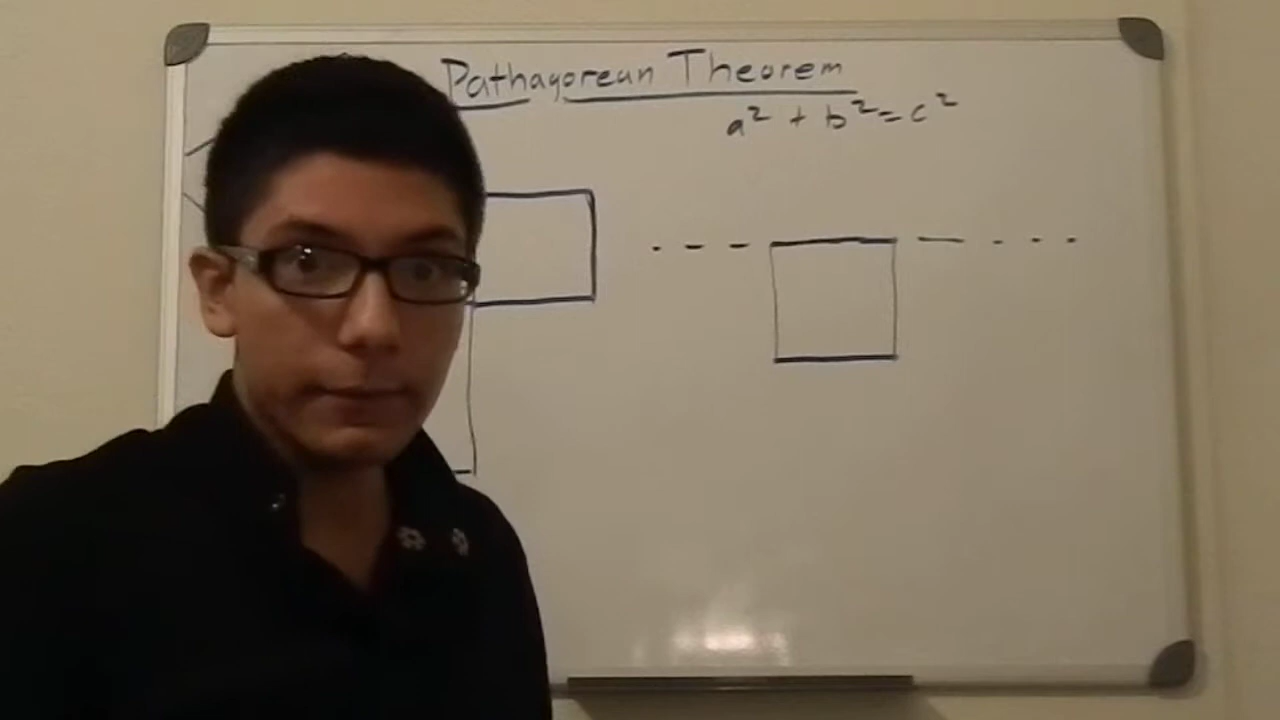 Pathagorean Theorem
a² + b² = c²